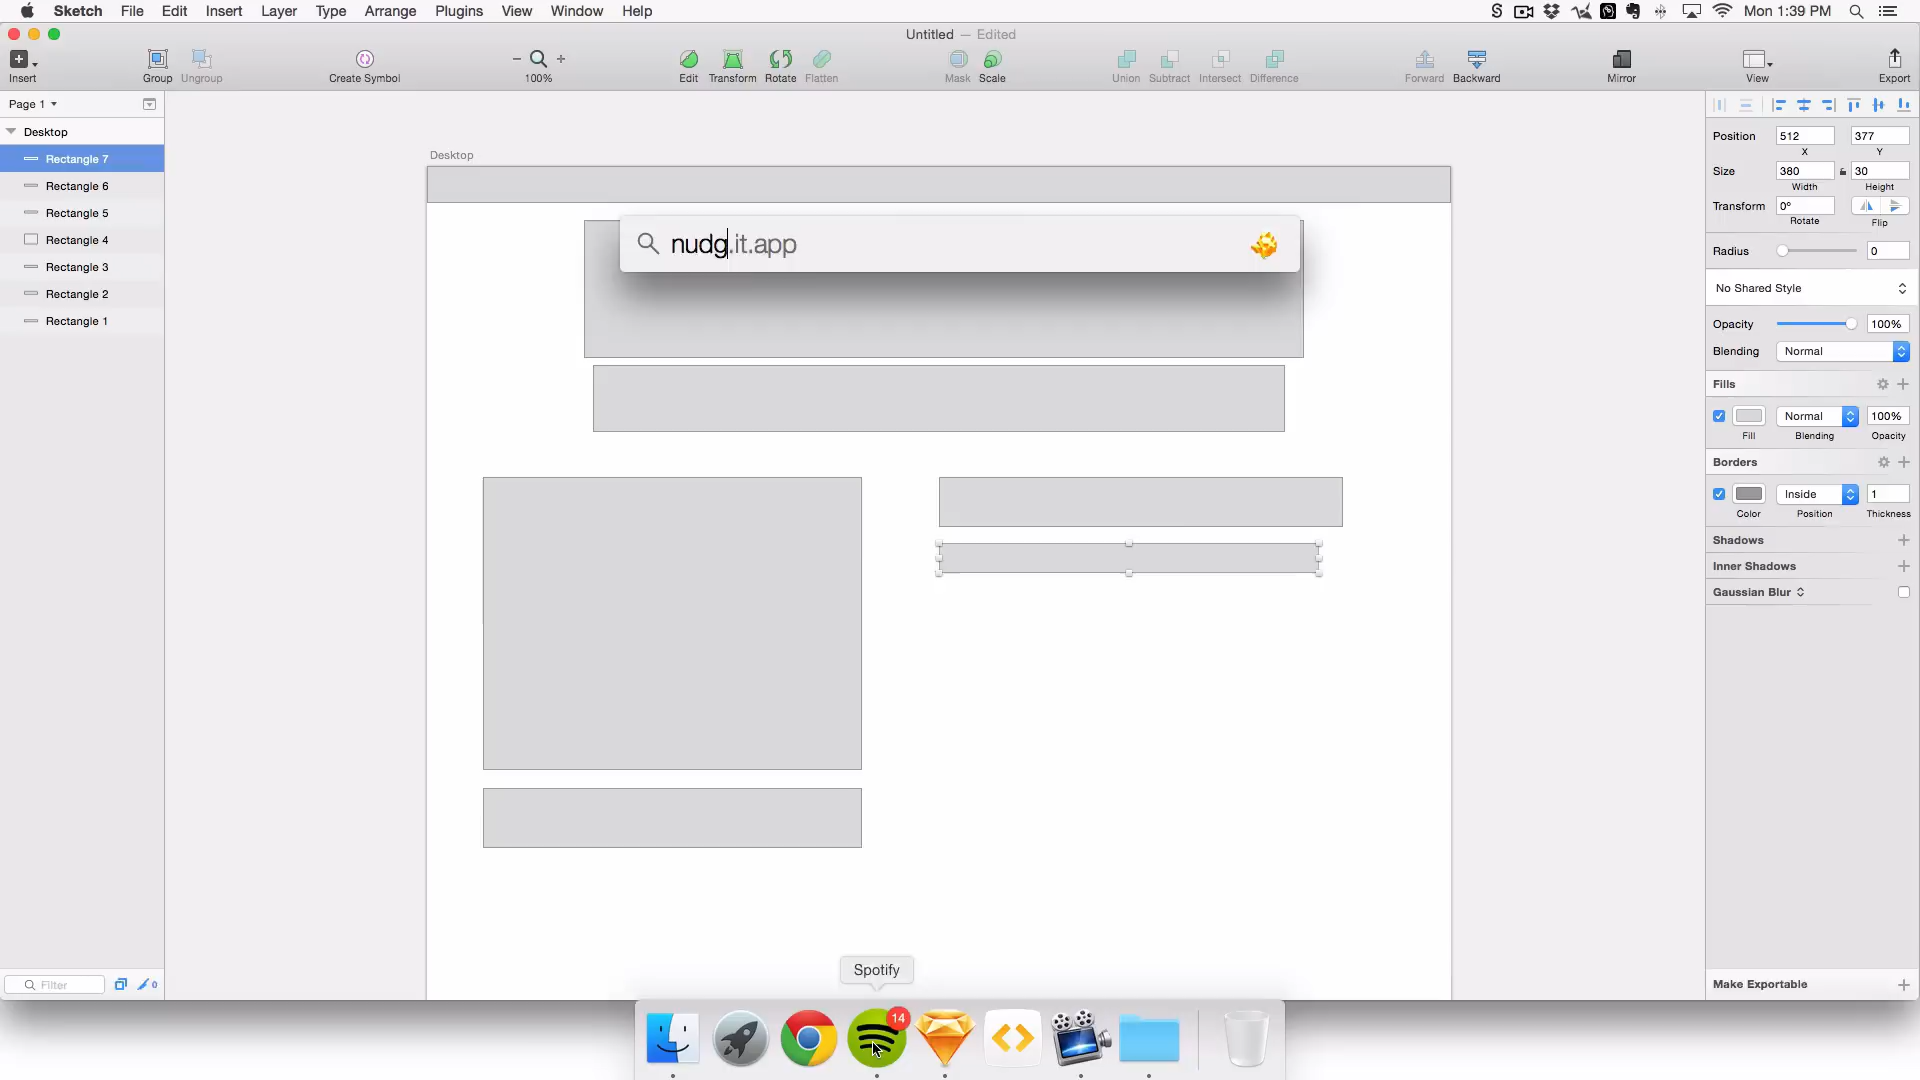 Sketch File Edit Insert Layer Type Arrange Plugins View Window Help Mon 1:39 PM
Untitled — Edited
Insert Group Ungroup Create Symbol 100% Edit Transform Rotate Flatten Mask Scale Union Subtract Intersect Difference Forward Backward Mirror View Export
Page 1
Desktop
Rectangle 7
Rectangle 6
Rectangle 5
Rectangle 4
Rectangle 3
Rectangle 2
Rectangle 1
Filter 0
Desktop
nudg.it.app
Position 512 377
X Y
Size 380 30
Width Height
Transform 0°
Rotate Flip
Radius 0
No Shared Style
Opacity 100%
Blending Normal
Fills
Normal 100%
Fill Blending Opacity
Borders
Inside 1
Color Position Thickness
Shadows
Inner Shadows
Gaussian Blur
Make Exportable
Spotify
14